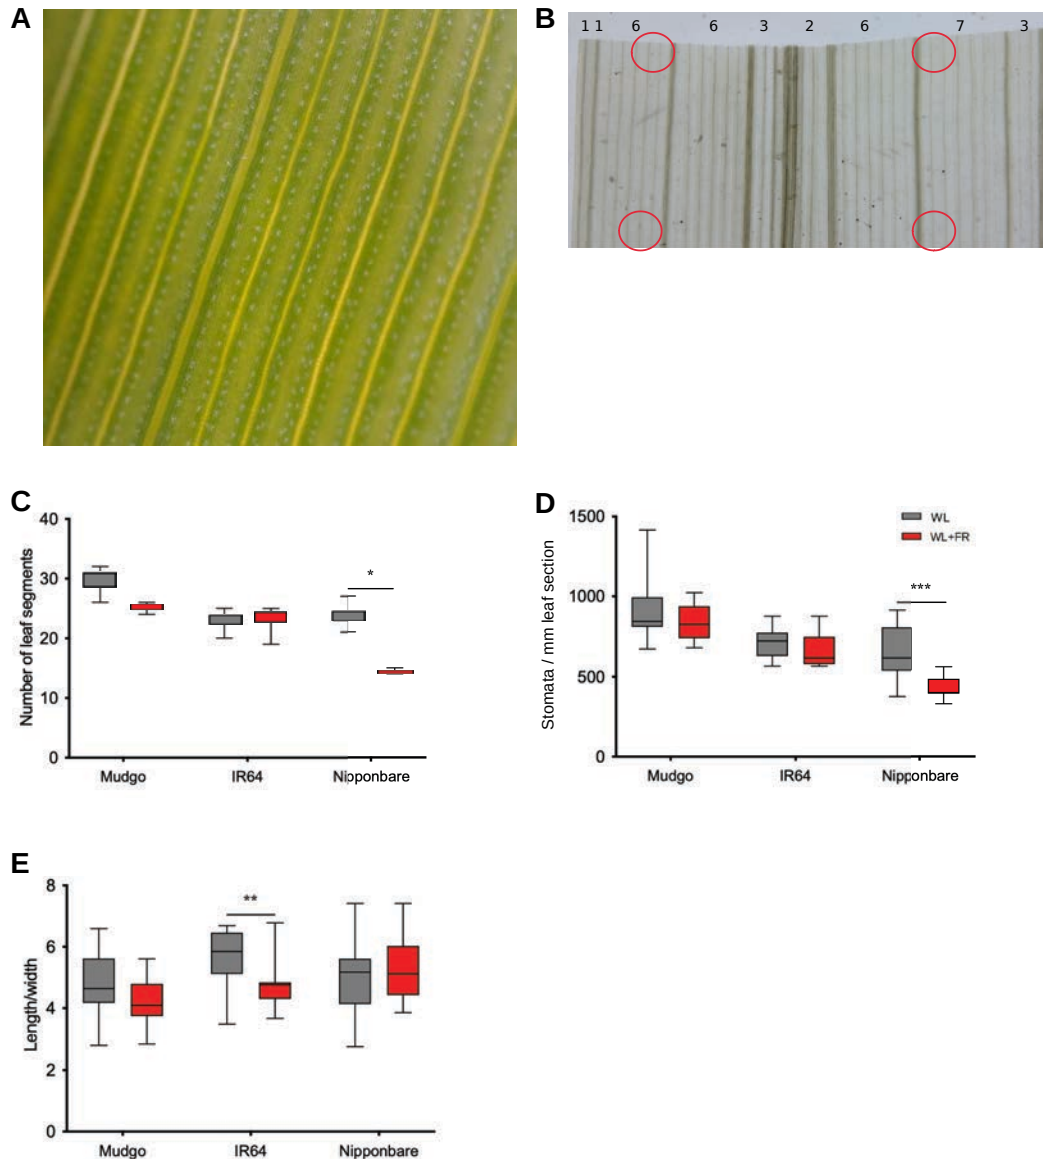 A
B
1 1 6 6 3 2 6 7 3
C
Number of leaf segments
40
30
20
10
0
*
Mudgo IR64 Nipponbare
D
Stomata / mm leaf section
1500
1000
500
0
WL
WL+FR
***
Mudgo IR64 Nipponbare
E
Length/width
8
6
4
2
0
**
Mudgo IR64 Nipponbare